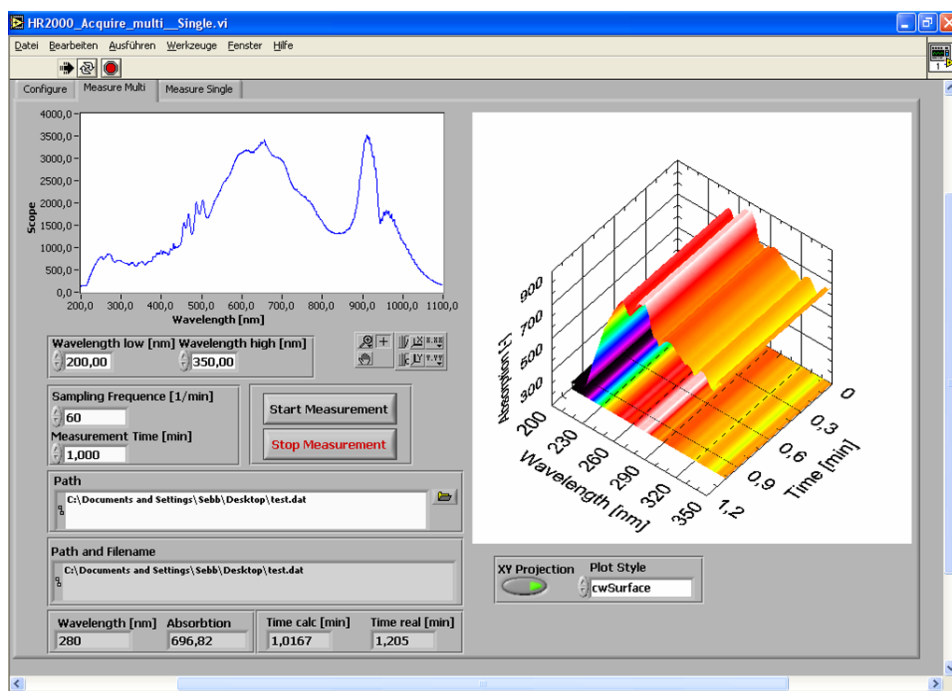 HR2000_Acquire_multi__Single.vi
Datei Bearbeiten Ausführen Werkzeuge Fenster Hilfe
1
Configure Measure Multi Measure Single
4000,0
3500,0
3000,0
2500,0
2000,0
1500,0
1000,0
500,0
0,0
Scope
200,0 300,0 400,0 500,0 600,0 700,0 800,0 900,0 1000,0 1100,0
Wavelength [nm]
Wavelength low [nm] Wavelength high [nm]
200,00 350,00
Sampling Frequence [1/min]
60
Measurement Time [min]
1,000
Start Measurement
Stop Measurement
Path
C:\Documents and Settings\Sebb\Desktop\test.dat
Path and Filename
C:\Documents and Settings\Sebb\Desktop\test.dat
Wavelength [nm] Absorbtion Time calc [min] Time real [min]
280 696,82 1,0167 1,205
900
700
500
300
Absorption [-]
200 230 260 290 320 350
Wavelength [nm]
0
0,3
0,6
0,9
1,2
Time [min]
XY Projection Plot Style
cwSurface